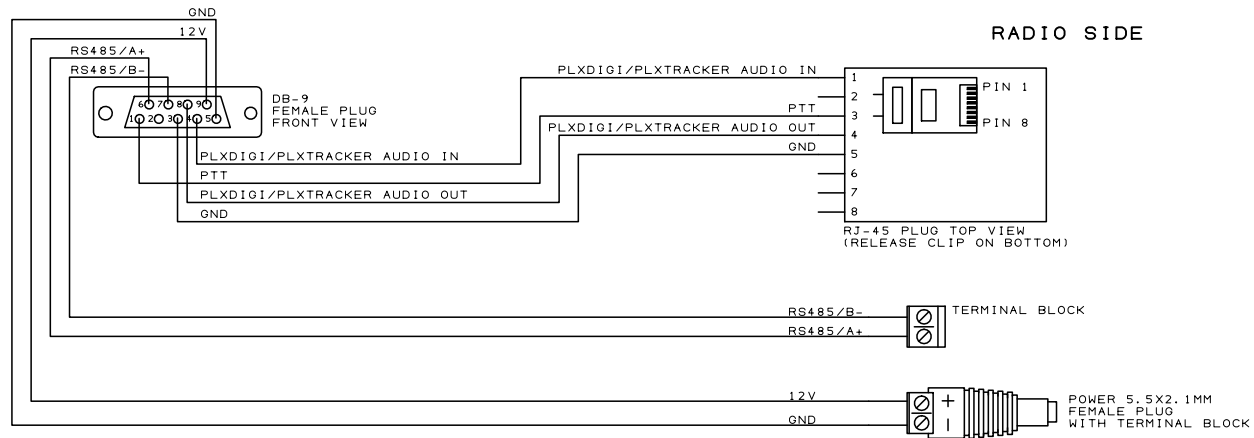 GND
12V
RS485/A+
RS485/B-
6 7 8 9
1 2 3 4 5
DB-9
FEMALE PLUG
FRONT VIEW
PLXDIGI/PLXTRACKER AUDIO IN
PTT
PLXDIGI/PLXTRACKER AUDIO OUT
GND
RADIO SIDE
PLXDIGI/PLXTRACKER AUDIO IN
PTT
PLXDIGI/PLXTRACKER AUDIO OUT
GND
1
2
3
4
5
6
7
8
PIN 1
PIN 8
RJ-45 PLUG TOP VIEW
(RELEASE CLIP ON BOTTOM)
RS485/B-
RS485/A+
TERMINAL BLOCK
12V
GND
+
-
POWER 5.5X2.1MM
FEMALE PLUG
WITH TERMINAL BLOCK